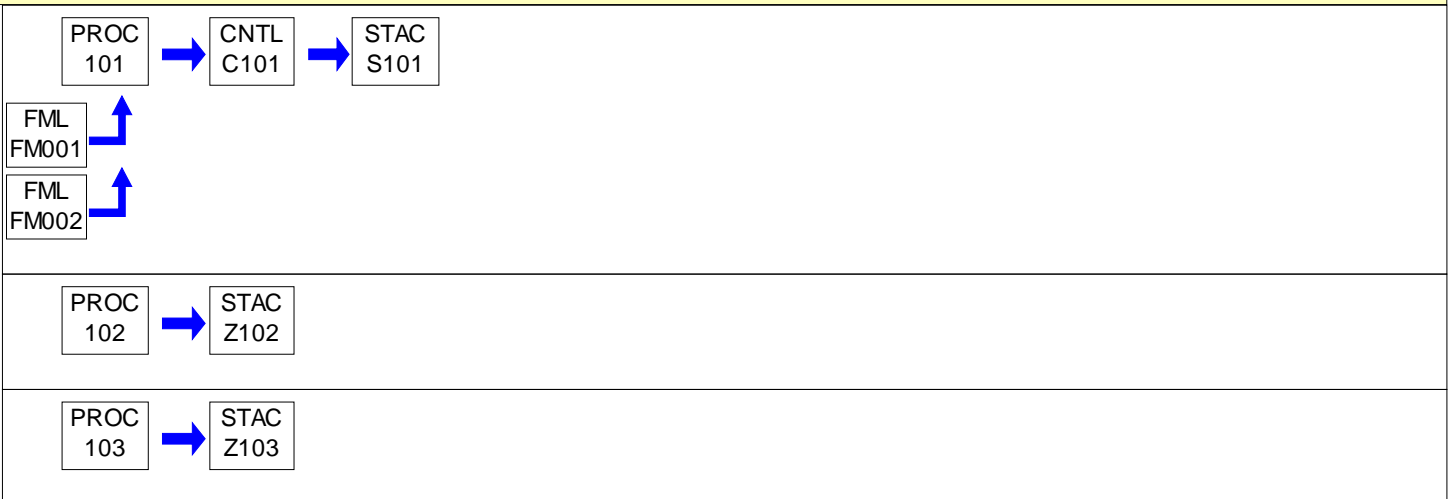 PROC
101
CNTL
C101
STAC
S101
FML
FM001
FML
FM002
PROC
102
STAC
Z102
PROC
103
STAC
Z103